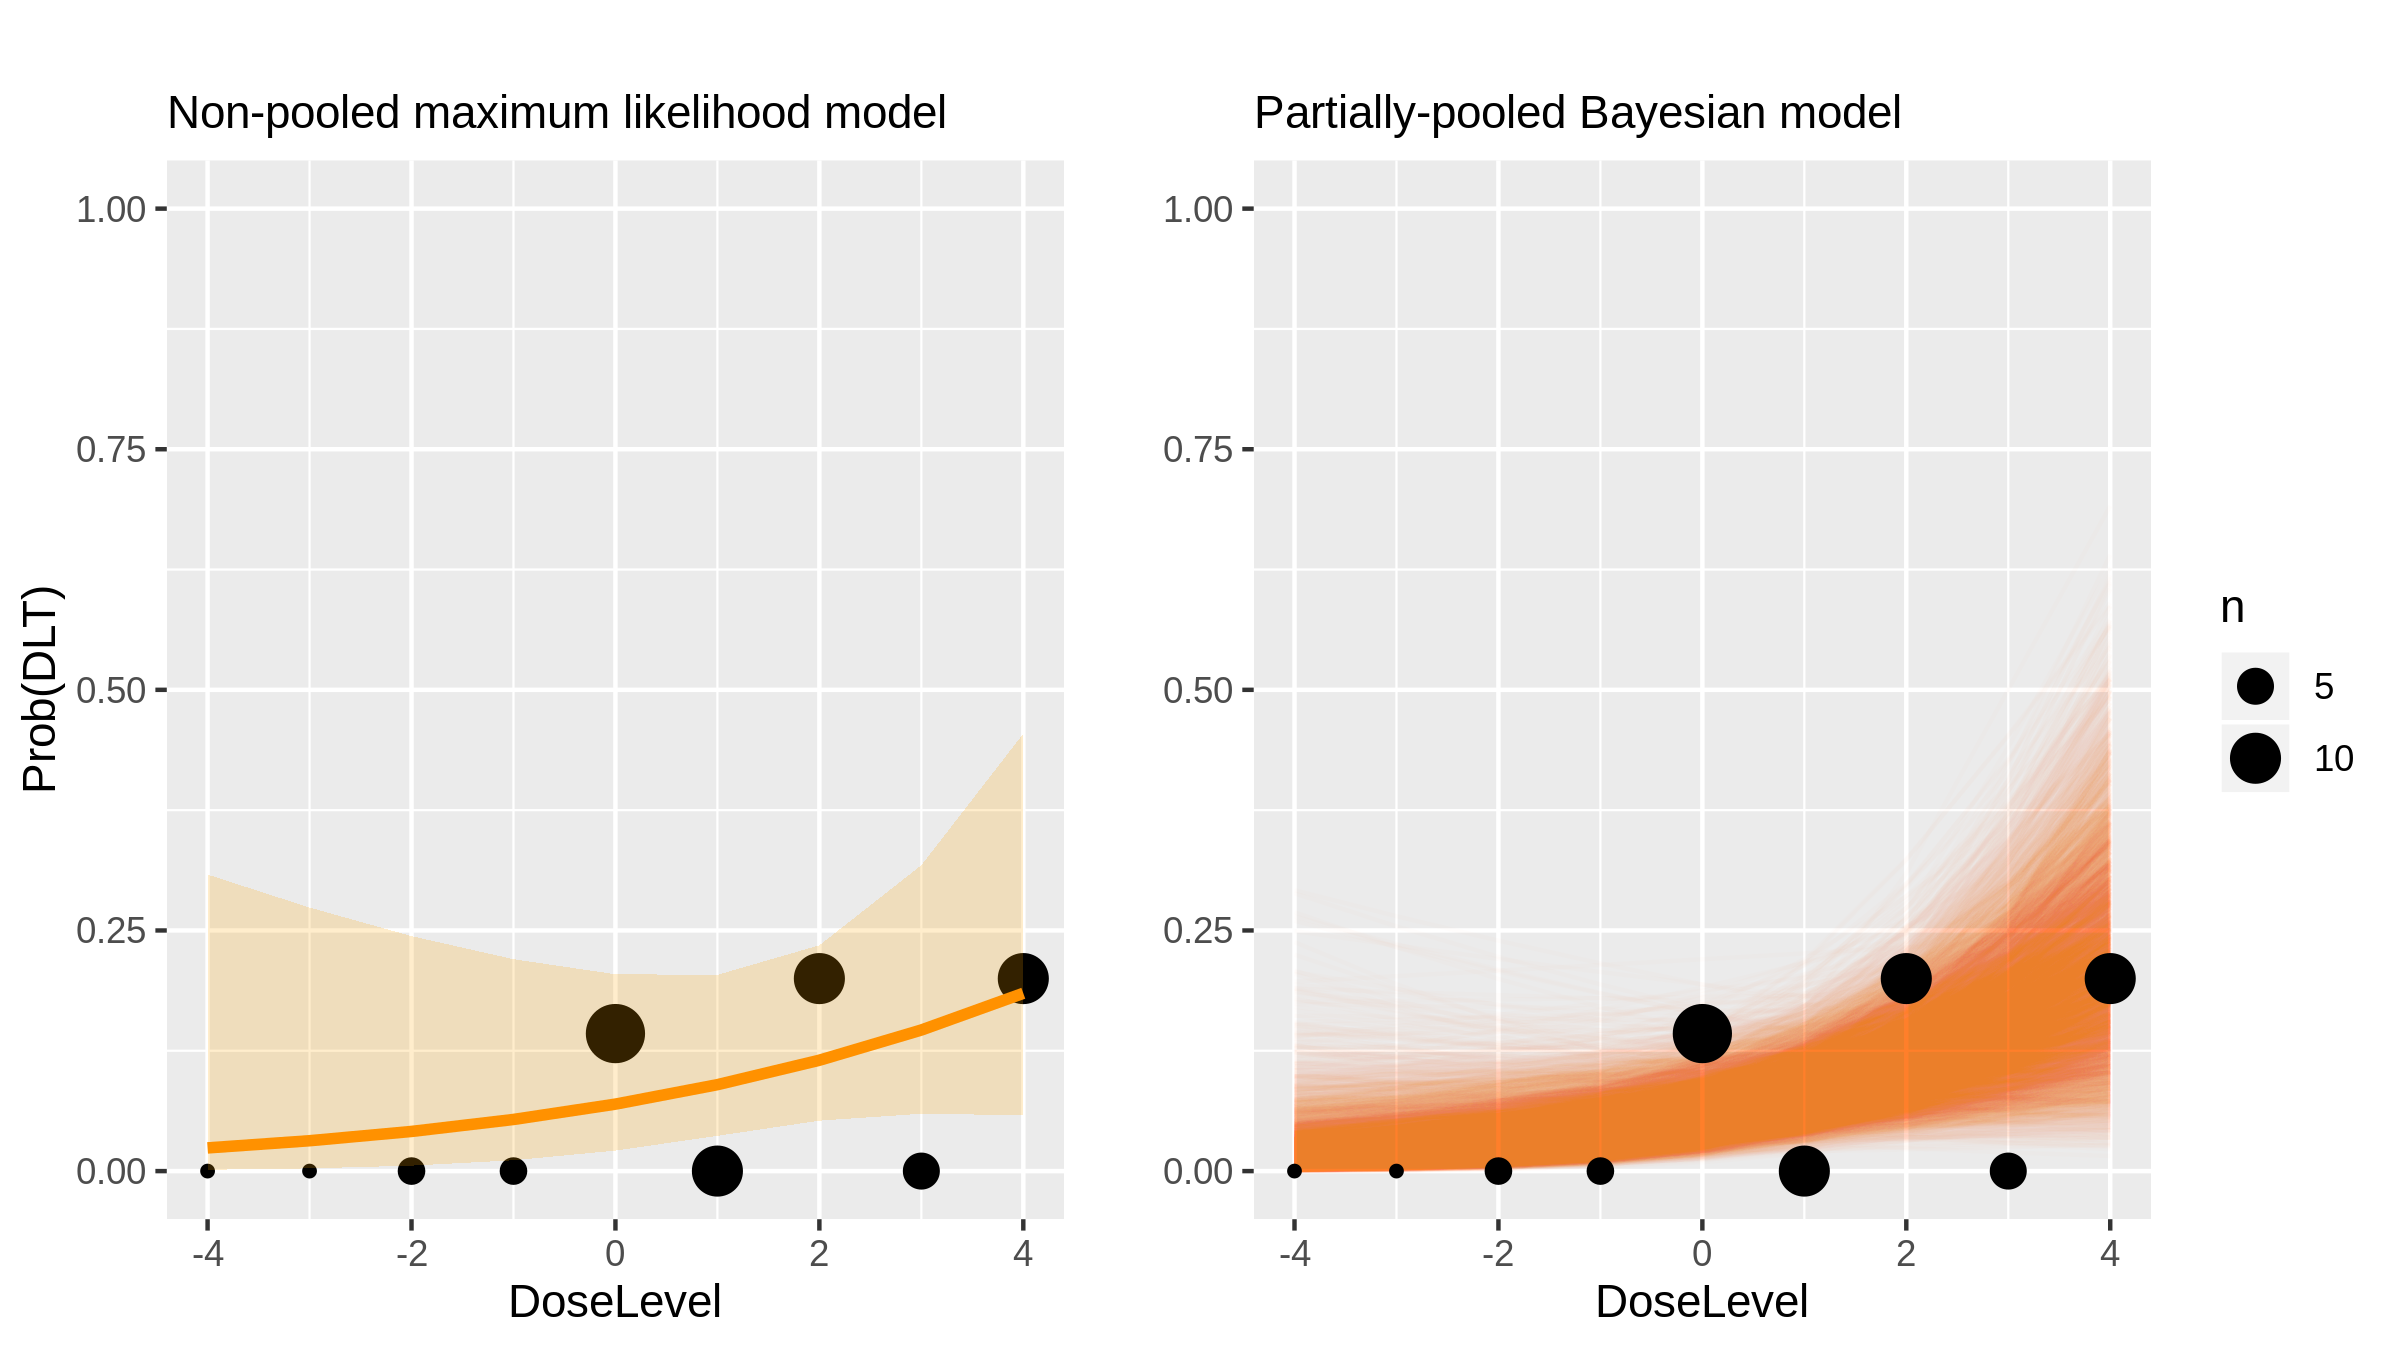 Non-pooled maximum likelihood model
Prob(DLT)
1.00
0.75
0.50
0.25
0.00
-4 -2 0 2 4
DoseLevel
Partially-pooled Bayesian model
1.00
0.75
0.50
0.25
0.00
-4 -2 0 2 4
DoseLevel
n
5
10